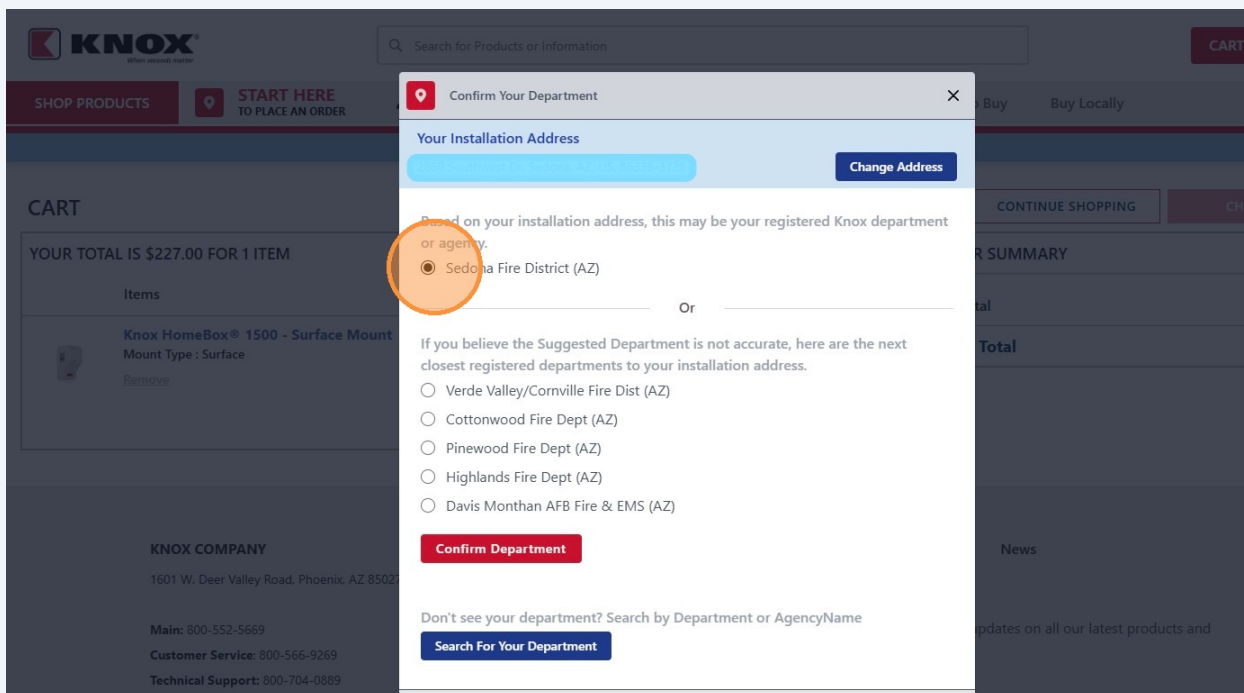 KNOX
When seconds matter
Search for Products or Information
CART
SHOP PRODUCTS
START HERE
TO PLACE AN ORDER
Buy
Buy Locally
Confirm Your Department
Your Installation Address
Change Address
CART
CONTINUE SHOPPING
YOUR TOTAL IS $227.00 FOR 1 ITEM
SUMMARY
Items
Knox HomeBox® 1500 - Surface Mount
Mount Type : Surface
Remove
Total
Based on your installation address, this may be your registered Knox department
or agency.
Sedona Fire District (AZ)
Or
If you believe the Suggested Department is not accurate, here are the next
closest registered departments to your installation address.
Verde Valley/Cornville Fire Dist (AZ)
Cottonwood Fire Dept (AZ)
Pinewood Fire Dept (AZ)
Highlands Fire Dept (AZ)
Davis Monthan AFB Fire & EMS (AZ)
Confirm Department
Don't see your department? Search by Department or AgencyName
Search For Your Department
KNOX COMPANY
1601 W. Deer Valley Road, Phoenix, AZ 85027
Main: 800-552-5669
Customer Service: 800-566-9269
Technical Support: 800-704-0889
News
updates on all our latest products and